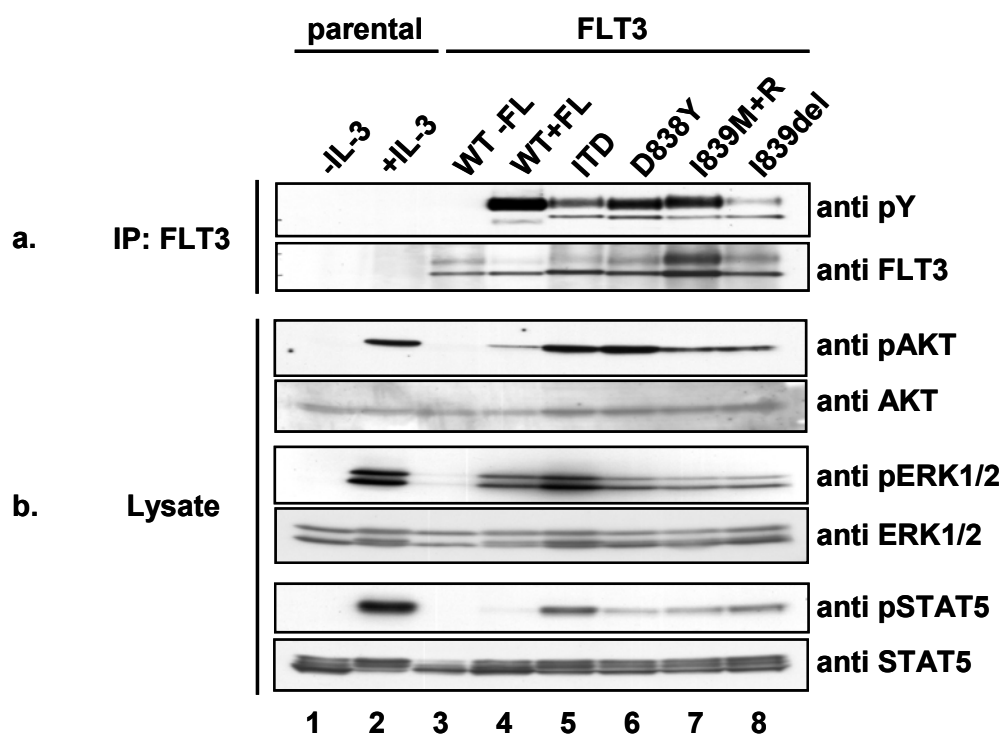 parental FLT3
-IL-3 +IL-3 WT -FL WT+FL ITD D838Y I839M+R I839del
a. IP: FLT3 anti pY
anti FLT3
anti pAKT
anti AKT
b. Lysate anti pERK1/2
anti ERK1/2
anti pSTAT5
anti STAT5
1 2 3 4 5 6 7 8